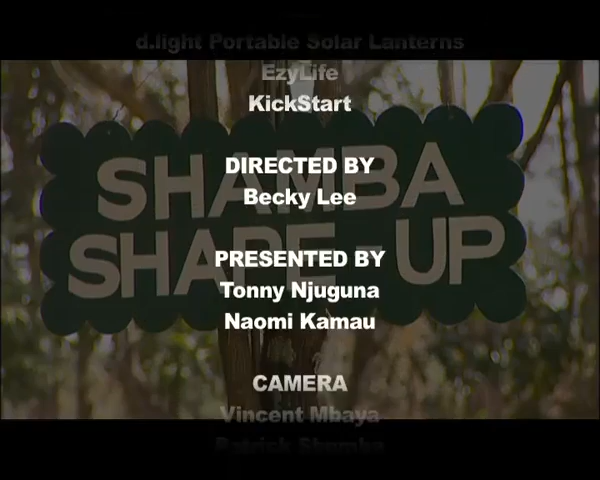 d.light Portable Solar Lanterns
EzyLife
KickStart
SHAMBA
SHAPE-UP
DIRECTED BY
Becky Lee
PRESENTED BY
Tonny Njuguna
Naomi Kamau
CAMERA
Vincent Mbaya
Patrick